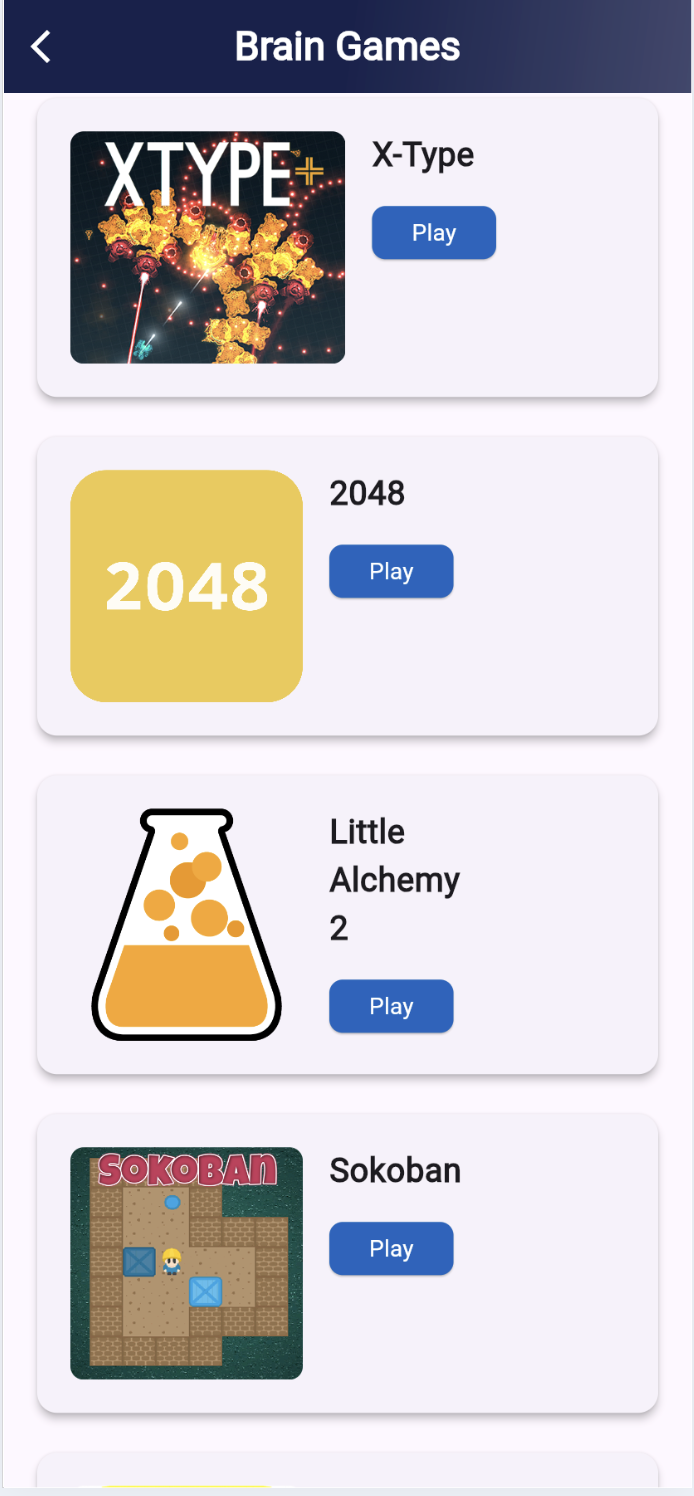 Brain Games
XTYPE+
X-Type
Play
2048
2048
Play
Little
Alchemy
2
Play
SOKOBAN
Sokoban
Play